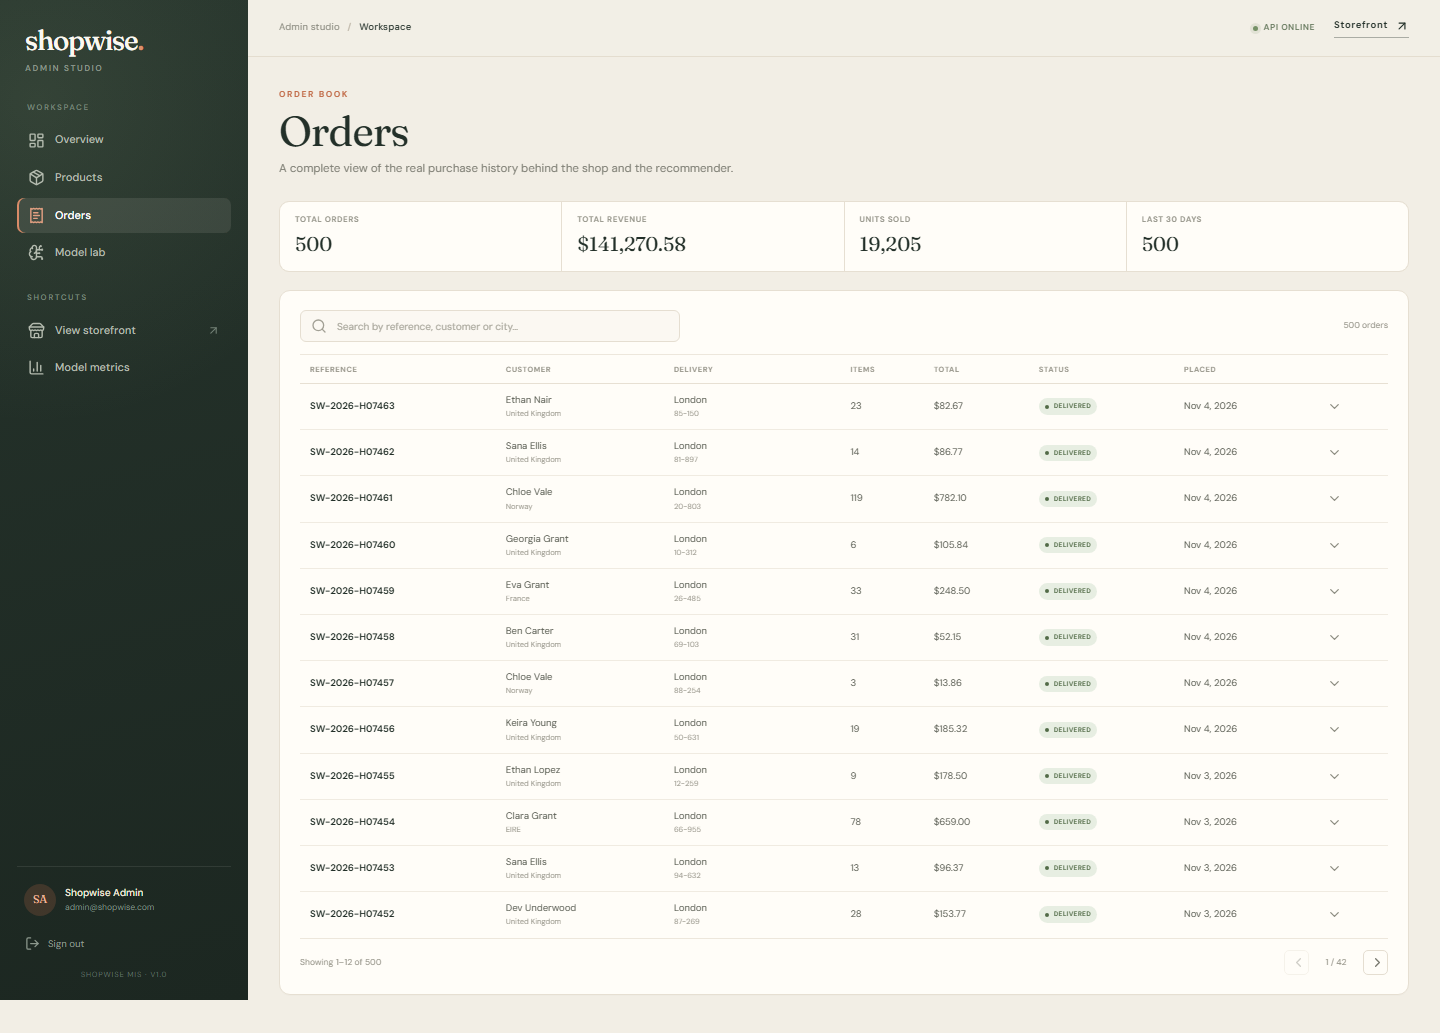 shopwise.
ADMIN STUDIO
WORKSPACE
Overview
Products
Orders
Model lab
SHORTCUTS
View storefront
Model metrics
SA
Shopwise Admin
admin@shopwise.com
Sign out
SHOPWISE MIS · V1.0
Admin studio / Workspace
API ONLINE
Storefront
ORDER BOOK
Orders
A complete view of the real purchase history behind the shop and the recommender.
TOTAL ORDERS
500
TOTAL REVENUE
$141,270.58
UNITS SOLD
19,205
LAST 30 DAYS
500
Search by reference, customer or city...
500 orders
REFERENCE CUSTOMER DELIVERY ITEMS TOTAL STATUS PLACED
SW-2026-H07463 Ethan Nair London 23 $82.67 DELIVERED Nov 4, 2026
United Kingdom 85-150
SW-2026-H07462 Sana Ellis London 14 $86.77 DELIVERED Nov 4, 2026
United Kingdom 81-897
SW-2026-H07461 Chloe Vale London 119 $782.10 DELIVERED Nov 4, 2026
Norway 20-803
SW-2026-H07460 Georgia Grant London 6 $105.84 DELIVERED Nov 4, 2026
United Kingdom 10-312
SW-2026-H07459 Eva Grant London 33 $248.50 DELIVERED Nov 4, 2026
France 26-485
SW-2026-H07458 Ben Carter London 31 $52.15 DELIVERED Nov 4, 2026
United Kingdom 69-103
SW-2026-H07457 Chloe Vale London 3 $13.86 DELIVERED Nov 4, 2026
Norway 88-254
SW-2026-H07456 Keira Young London 19 $185.32 DELIVERED Nov 4, 2026
United Kingdom 50-631
SW-2026-H07455 Ethan Lopez London 9 $178.50 DELIVERED Nov 3, 2026
United Kingdom 12-259
SW-2026-H07454 Clara Grant London 78 $659.00 DELIVERED Nov 3, 2026
EIRE 66-955
SW-2026-H07453 Sana Ellis London 13 $96.37 DELIVERED Nov 3, 2026
United Kingdom 94-632
SW-2026-H07452 Dev Underwood London 28 $153.77 DELIVERED Nov 3, 2026
United Kingdom 87-269
Showing 1–12 of 500
1 / 42